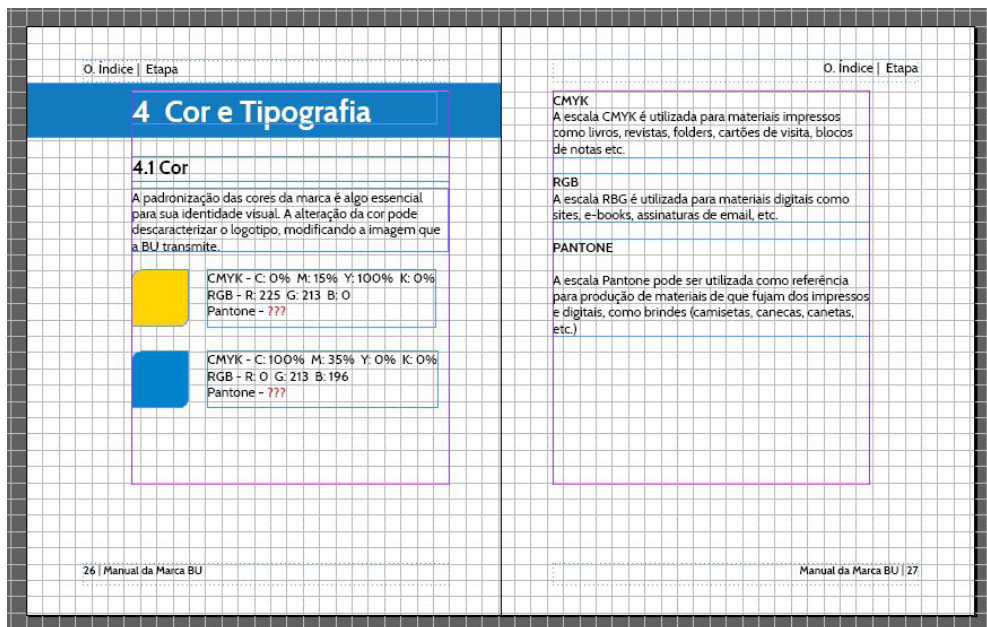 0. Índice | Etapa
4 Cor e Tipografia
4.1 Cor
A padronização das cores da marca é algo essencial
para sua identidade visual. A alteração da cor pode
descaracterizar o logotipo, modificando a imagem que
a BU transmite.
CMYK - C: 0% M: 15% Y: 100% K: 0%
RGB - R: 225 G: 213 B: 0
Pantone - ???
CMYK - C: 100% M: 35% Y: 0% K: 0%
RGB - R: 0 G: 213 B: 196
Pantone - ???
26 | Manual da Marca BU
0. Índice | Etapa
CMYK
A escala CMYK é utilizada para materiais impressos
como livros, revistas, folders, cartões de visita, blocos
de notas etc.
RGB
A escala RBG é utilizada para materiais digitais como
sites, e-books, assinaturas de email, etc.
PANTONE
A escala Pantone pode ser utilizada como referência
para produção de materiais de que fujam dos impressos
e digitais, como brindes (camisetas, canecas, canetas,
etc.)
Manual da Marca BU | 27